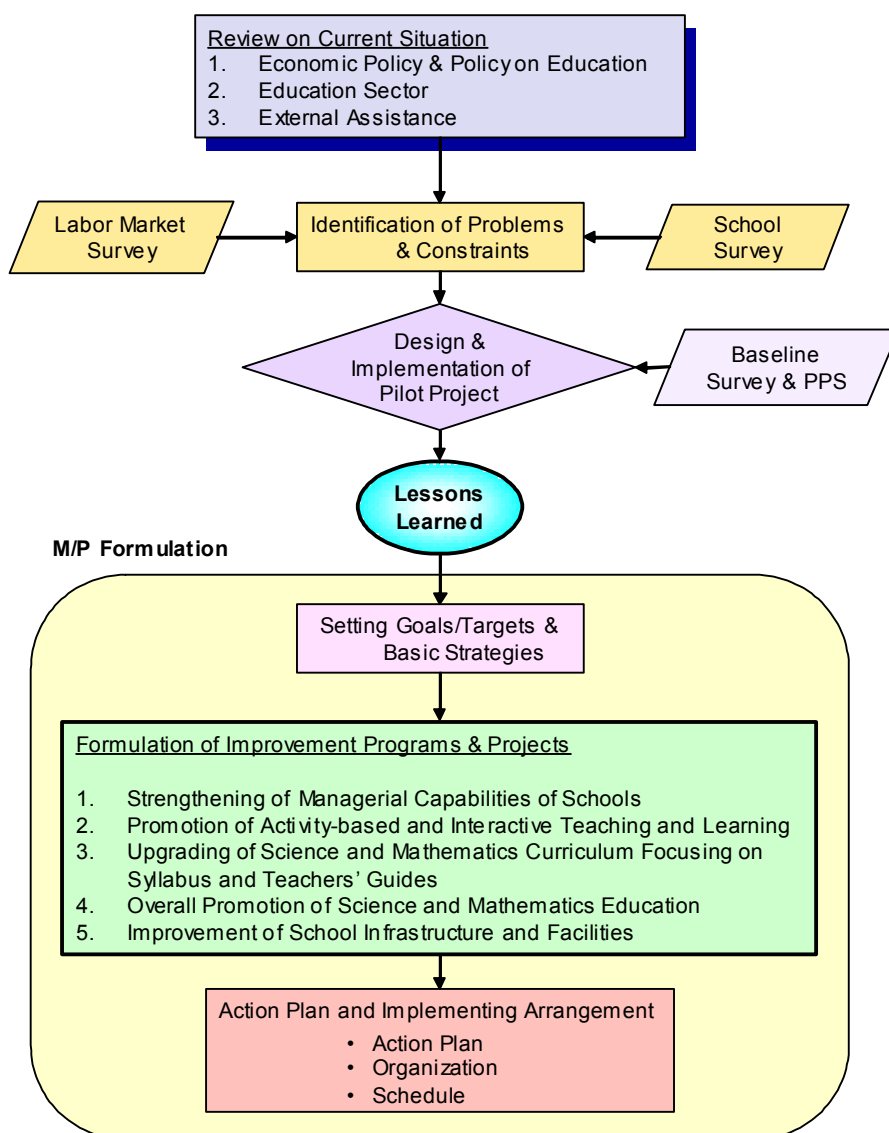 Review on Current Situation
1. Economic Policy & Policy on Education
2. Education Sector
3. External Assistance
Labor Market
Survey
Identification of Problems
& Constraints
School
Survey
Design &
Implementation of
Pilot Project
Baseline
Survey & PPS
Lessons
Learned
M/P Formulation
Setting Goals/Targets &
Basic Strategies
Formulation of Improvement Programs & Projects
1. Strengthening of Managerial Capabilities of Schools
2. Promotion of Activity-based and Interactive Teaching and Learning
3. Upgrading of Science and Mathematics Curriculum Focusing on
Syllabus and Teachers’ Guides
4. Overall Promotion of Science and Mathematics Education
5. Improvement of School Infrastructure and Facilities
Action Plan and Implementing Arrangement
• Action Plan
• Organization
• Schedule